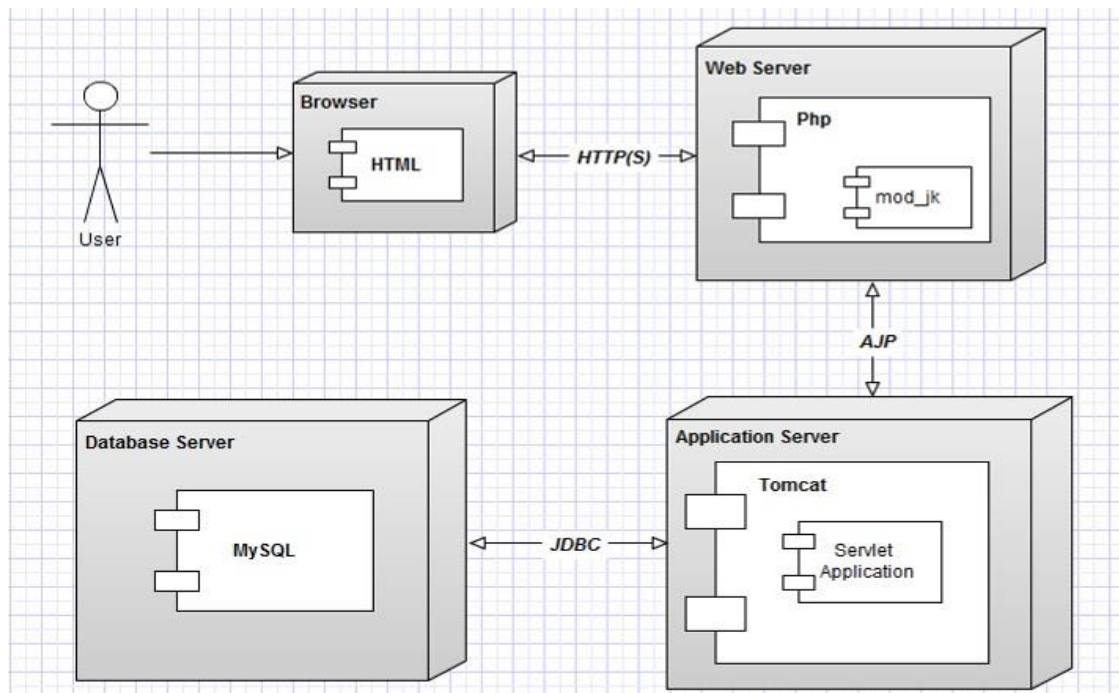 User
Browser
HTML
HTTP(S)
Web Server
Php
mod_jk
AJP
Application Server
Tomcat
Servlet
Application
JDBC
Database Server
MySQL